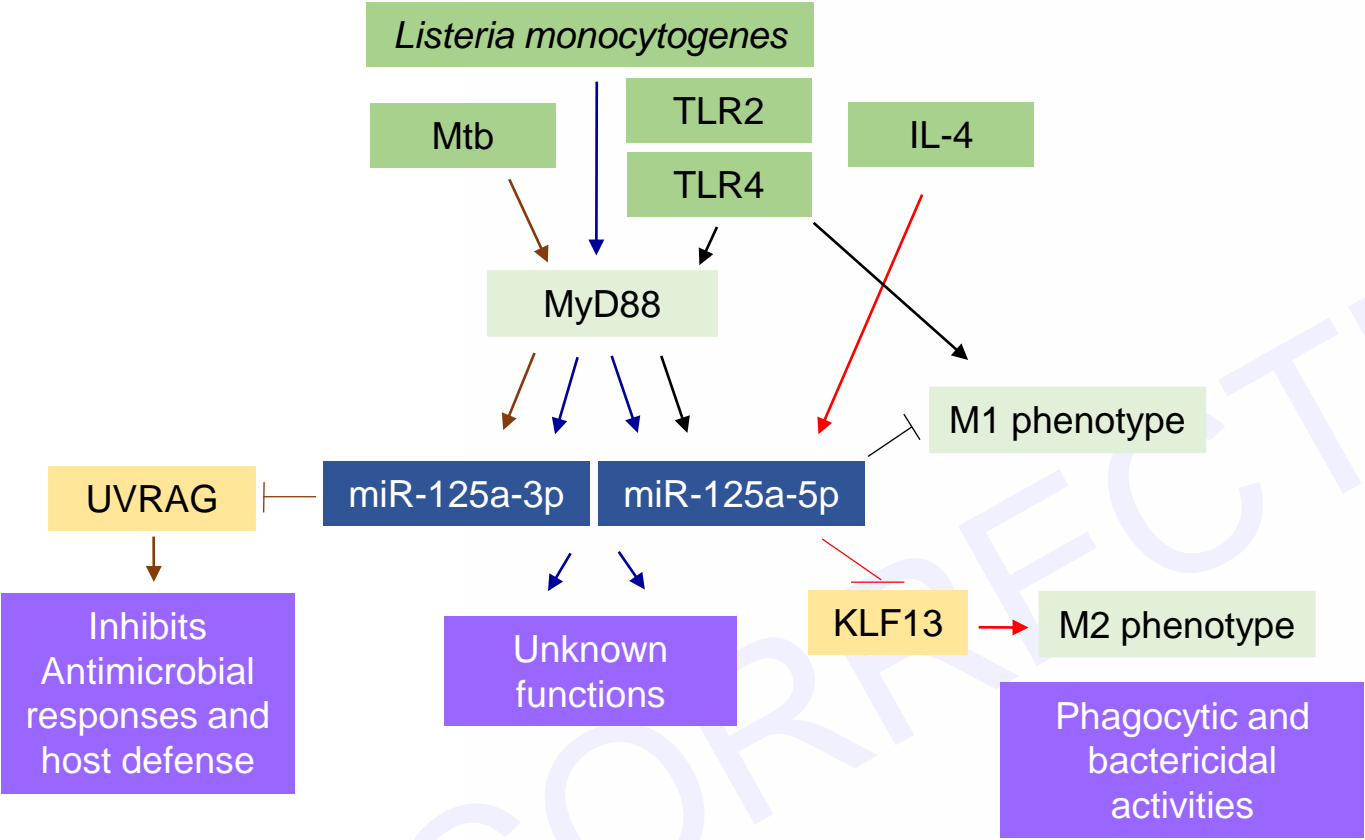 Listeria monocytogenes
TLR2
Mtb
IL-4
TLR4
MyD88
M1 phenotype
UVRAG
miR-125a-3p
miR-125a-5p
Inhibits
Antimicrobial
responses and
host defense
Unknown
functions
KLF13
M2 phenotype
Phagocytic and
bactericidal
activities
CORRECT